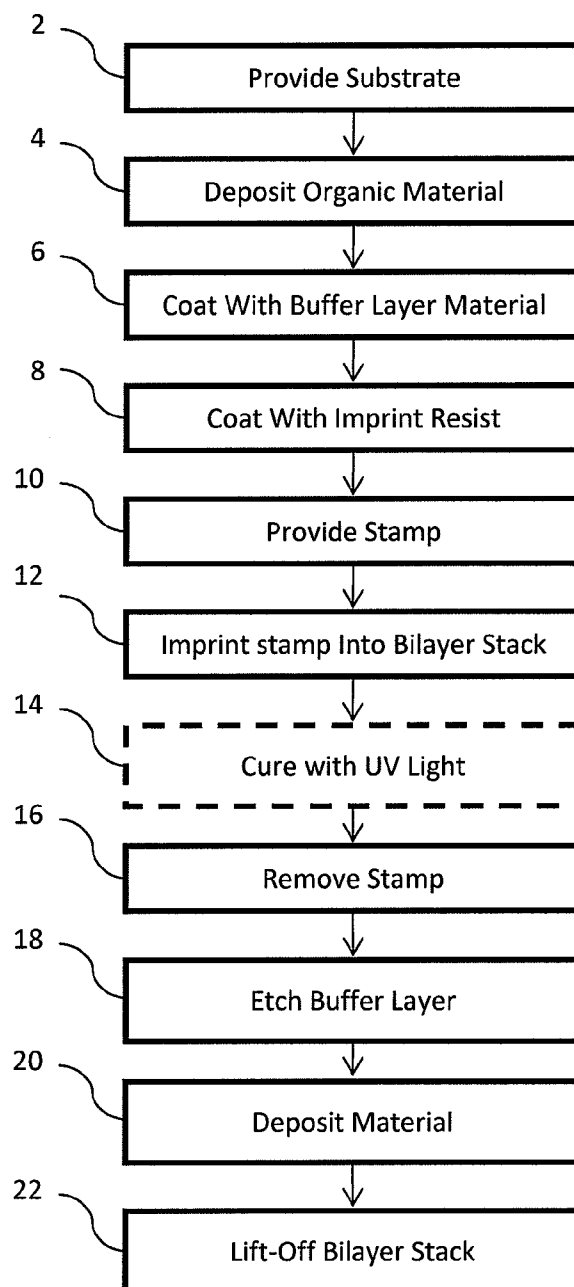 2
Provide Substrate
4
Deposit Organic Material
6
Coat With Buffer Layer Material
8
Coat With Imprint Resist
10
Provide Stamp
12
Imprint stamp Into Bilayer Stack
14
Cure with UV Light
16
Remove Stamp
18
Etch Buffer Layer
20
Deposit Material
22
Lift-Off Bilayer Stack